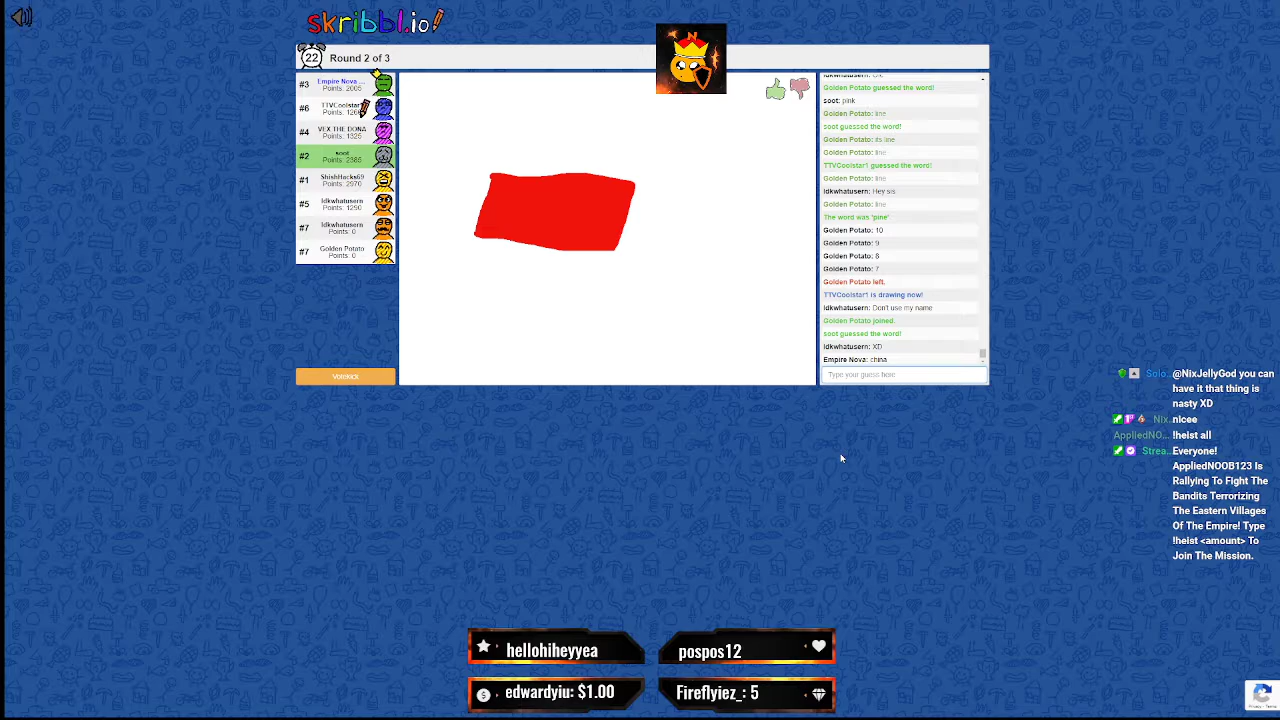 skribbl.io
22
Round 2 of 3
N
#3
Empire Nova ...
Points: 2005
#6
TTVCoolstar1
#4
VEX THE DONA
Points: 1325
#2
soot
Points: 2385
#1
ShishHacks69
Points: 2970
#5
Idkwhatusern
Points: 1290
#7
Idkwhatusern
Points: 0
#7
Golden Potato
Points: 0
Votekick
Golden Potato guessed the word!
soot: pink
Golden Potato: line
soot guessed the word!
Golden Potato: its line
Golden Potato: line
TTVCoolstar1 guessed the word!
Golden Potato: line
Idkwhatusern: Hey sis
Golden Potato: line
The word was 'pine'
Golden Potato: 10
Golden Potato: 9
Golden Potato: 8
Golden Potato: 7
Golden Potato left.
TTVCoolstar1 is drawing now!
Idkwhatusern: Don't use my name
Golden Potato joined.
soot guessed the word!
Idkwhatusern: XD
Empire Nova: china
Type your guess here
Solo... @NixJellyGod you can
have it that thing is
nasty XD
Nix... nicee
AppliedNO... !heist all
Strea... Everyone!
AppliedNOOB123 Is
Rallying To Fight The
Bandits Terrorizing
The Eastern Villages
Of The Empire! Type
!heist <amount> To
Join The Mission.
hellohiheyyea
pospos12
edwardyiu: $1.00
Fireflyiez_: 5
Privacy - Terms